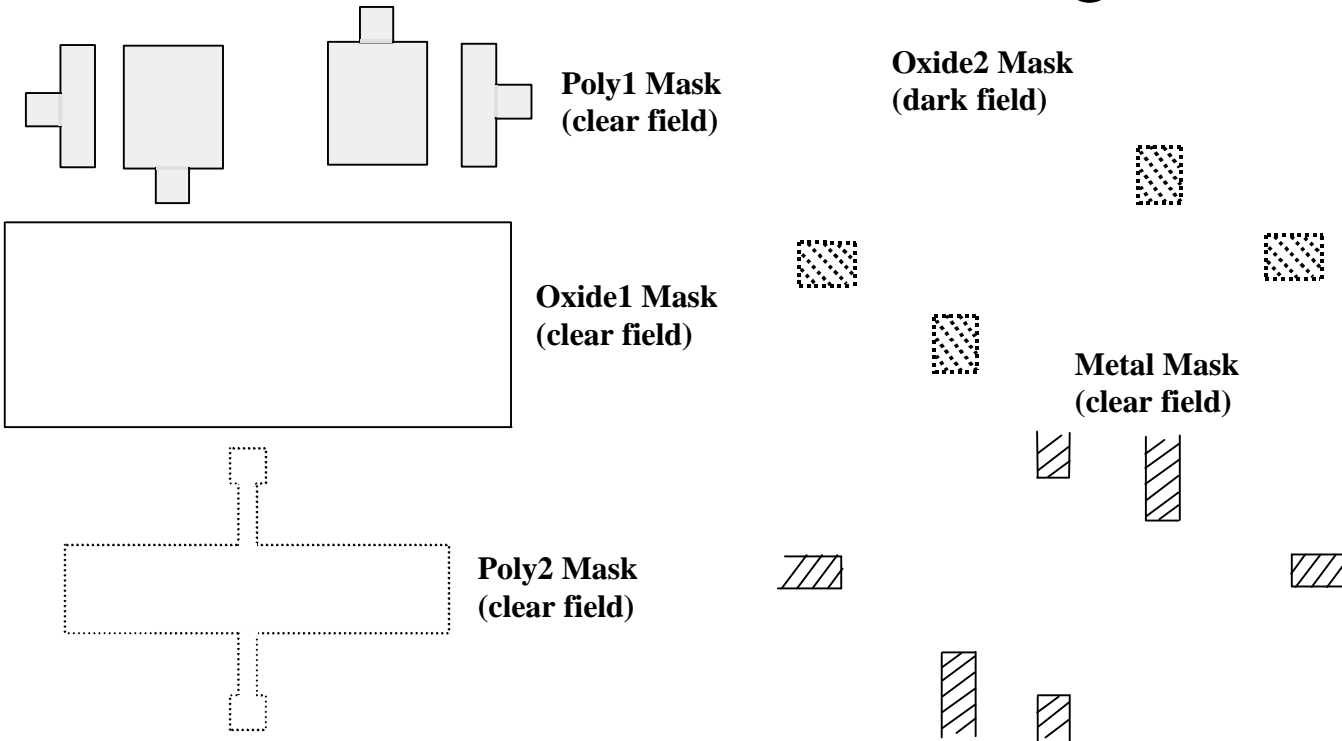 Poly1 Mask
(clear field)
Oxide2 Mask
(dark field)
Oxide1 Mask
(clear field)
Metal Mask
(clear field)
Poly2 Mask
(clear field)